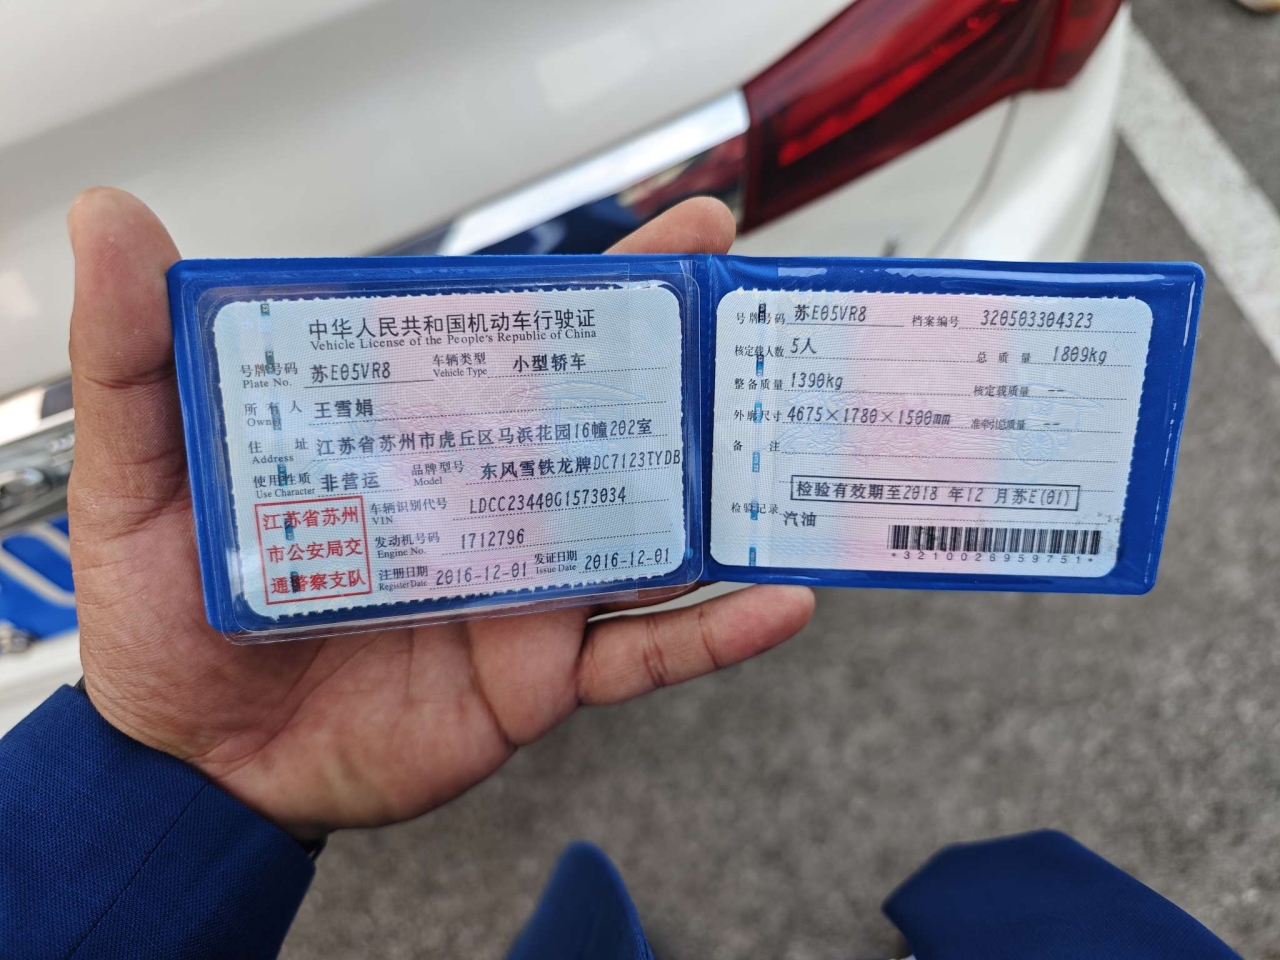 中华人民共和国机动车行驶证
Vehicle License of the People's Republic of China
号牌号码 苏E05VR8 车辆类型 小型轿车
Plate No. Vehicle Type
所有人 王雪娟
Owner
住址 江苏省苏州市虎丘区马浜花园16幢202室
Address
使用性质 非营运 品牌型号 东风雪铁龙牌DC7123TYDB
Use Character Model
江苏省苏州
市公安局交
通警察支队
车辆识别代号 LDCC23440G1573034
VIN
发动机号码 1712796
Engine No.
注册日期 2016-12-01 发证日期 2016-12-01
Register Date Issue Date
号牌号码 苏E05VR8 档案编号 320503304323
核定载人数 5人 总质量 1809kg
整备质量 1390kg 核定载质量 --
外廓尺寸 4675×1780×1500mm 准牵引总质量 --
备注
检验有效期至2018 年12 月苏E(01)
检验记录
汽油
*3210026959751*